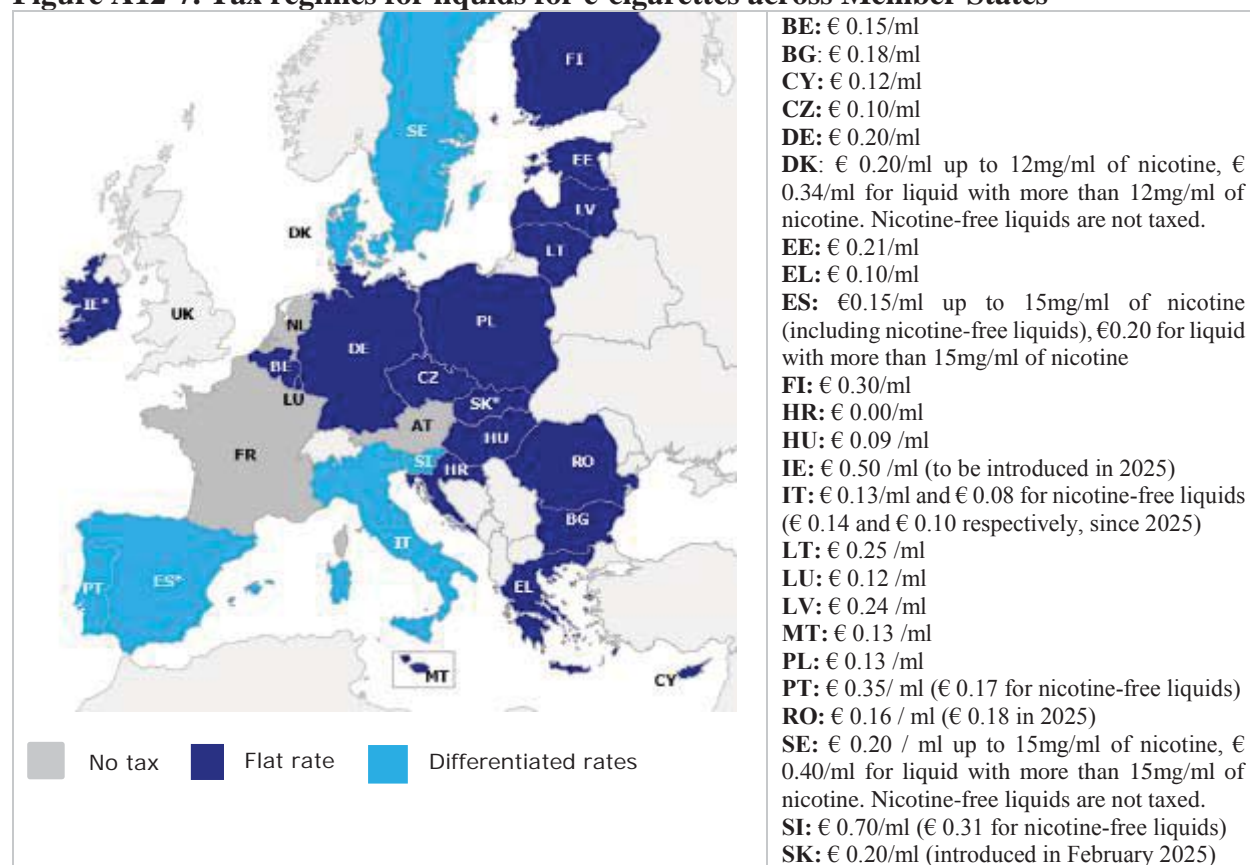 Figure A12-7. Tax regimes for liquids for e-cigarettes across Member States
FI
SE
EE
LV
DK
LT
IE*
UK
NL
PL
DE
BE
CZ
LU
SK*
AT
HU
FR
SI
RO
HR
BG
IT
PT
ES*
EL
MT
CY
No tax
Flat rate
Differentiated rates
BE: € 0.15/ml
BG: € 0.18/ml
CY: € 0.12/ml
CZ: € 0.10/ml
DE: € 0.20/ml
DK: € 0.20/ml up to 12mg/ml of nicotine, €
0.34/ml for liquid with more than 12mg/ml of
nicotine. Nicotine-free liquids are not taxed.
EE: € 0.21/ml
EL: € 0.10/ml
ES: €0.15/ml up to 15mg/ml of nicotine
(including nicotine-free liquids), €0.20 for liquid
with more than 15mg/ml of nicotine
FI: € 0.30/ml
HR: € 0.00/ml
HU: € 0.09 /ml
IE: € 0.50 /ml (to be introduced in 2025)
IT: € 0.13/ml and € 0.08 for nicotine-free liquids
(€ 0.14 and € 0.10 respectively, since 2025)
LT: € 0.25 /ml
LU: € 0.12 /ml
LV: € 0.24 /ml
MT: € 0.13 /ml
PL: € 0.13 /ml
PT: € 0.35/ ml (€ 0.17 for nicotine-free liquids)
RO: € 0.16 / ml (€ 0.18 in 2025)
SE: € 0.20 / ml up to 15mg/ml of nicotine, €
0.40/ml for liquid with more than 15mg/ml of
nicotine. Nicotine-free liquids are not taxed.
SI: € 0.70/ml (€ 0.31 for nicotine-free liquids)
SK: € 0.20/ml (introduced in February 2025)